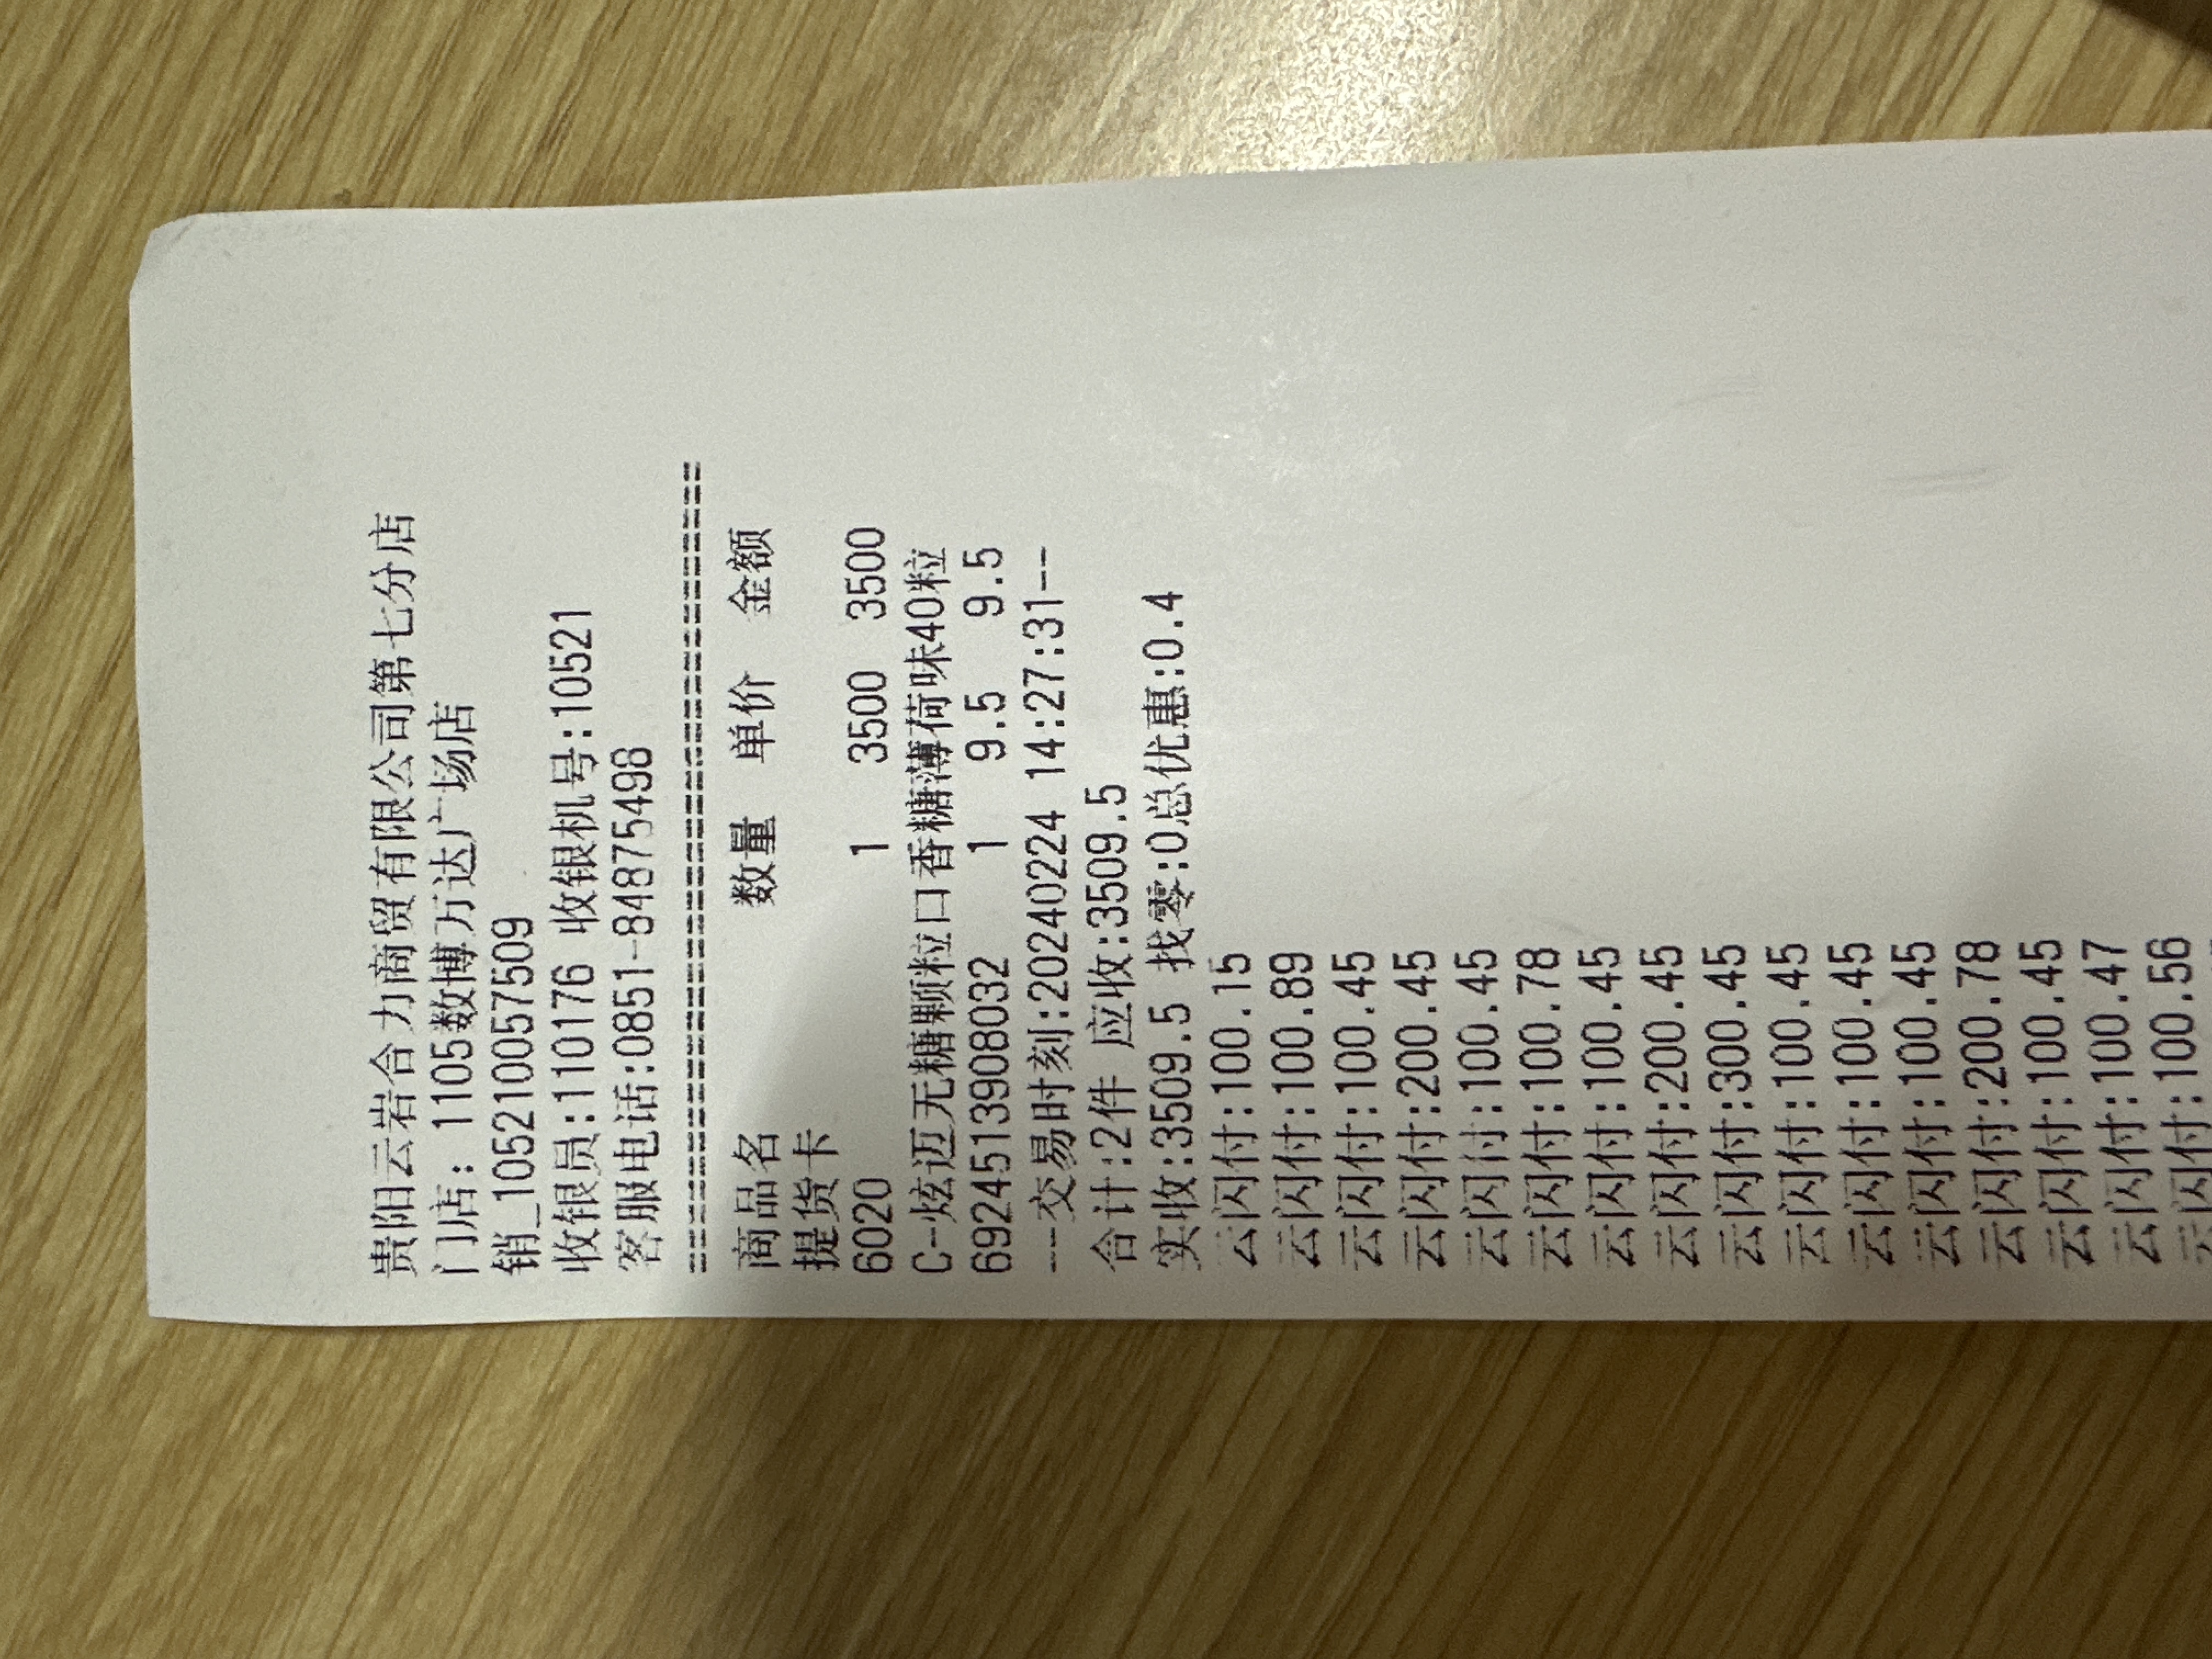 贵阳云岩合力商贸有限公司第七分店
门店: 1105数博万达广场店
销_105210057509
收银员:110176 收银机号:10521
客服电话:0851-84875498
================================
商品名 数量 单价 金额
提货卡
6020 1 3500 3500
C-炫迈无糖颗粒口香糖薄荷味40粒
6924513908032 1 9.5 9.5
--交易时刻:20240224 14:27:31--
合计:2件 应收:3509.5
实收:3509.5 找零:0总优惠:0.4
云闪付:100.15
云闪付:100.89
云闪付:100.45
云闪付:200.45
云闪付:100.45
云闪付:100.78
云闪付:100.45
云闪付:200.45
云闪付:300.45
云闪付:100.45
云闪付:100.45
云闪付:100.45
云闪付:200.78
云闪付:100.45
云闪付:100.47
云闪付:100.56